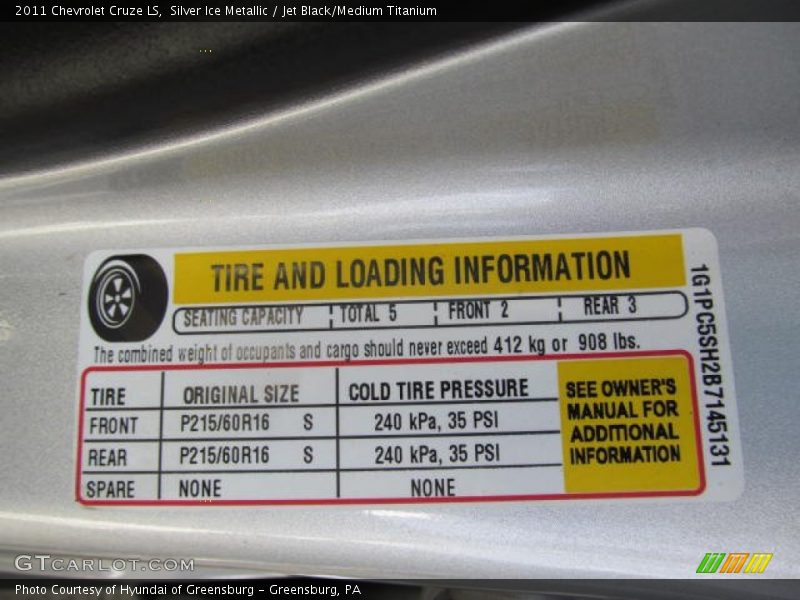 2011 Chevrolet Cruze LS, Silver Ice Metallic / Jet Black/Medium Titanium
TIRE AND LOADING INFORMATION
SEATING CAPACITY TOTAL 5 FRONT 2 REAR 3
The combined weight of occupants and cargo should never exceed 412 kg or 908 lbs.
TIRE ORIGINAL SIZE COLD TIRE PRESSURE
FRONT P215/60R16 S 240 kPa, 35 PSI
REAR P215/60R16 S 240 kPa, 35 PSI
SPARE NONE NONE
SEE OWNER'S
MANUAL FOR
ADDITIONAL
INFORMATION
1G1PC5SH2B7145131
GTCARLOT.COM
Photo Courtesy of Hyundai of Greensburg - Greensburg, PA